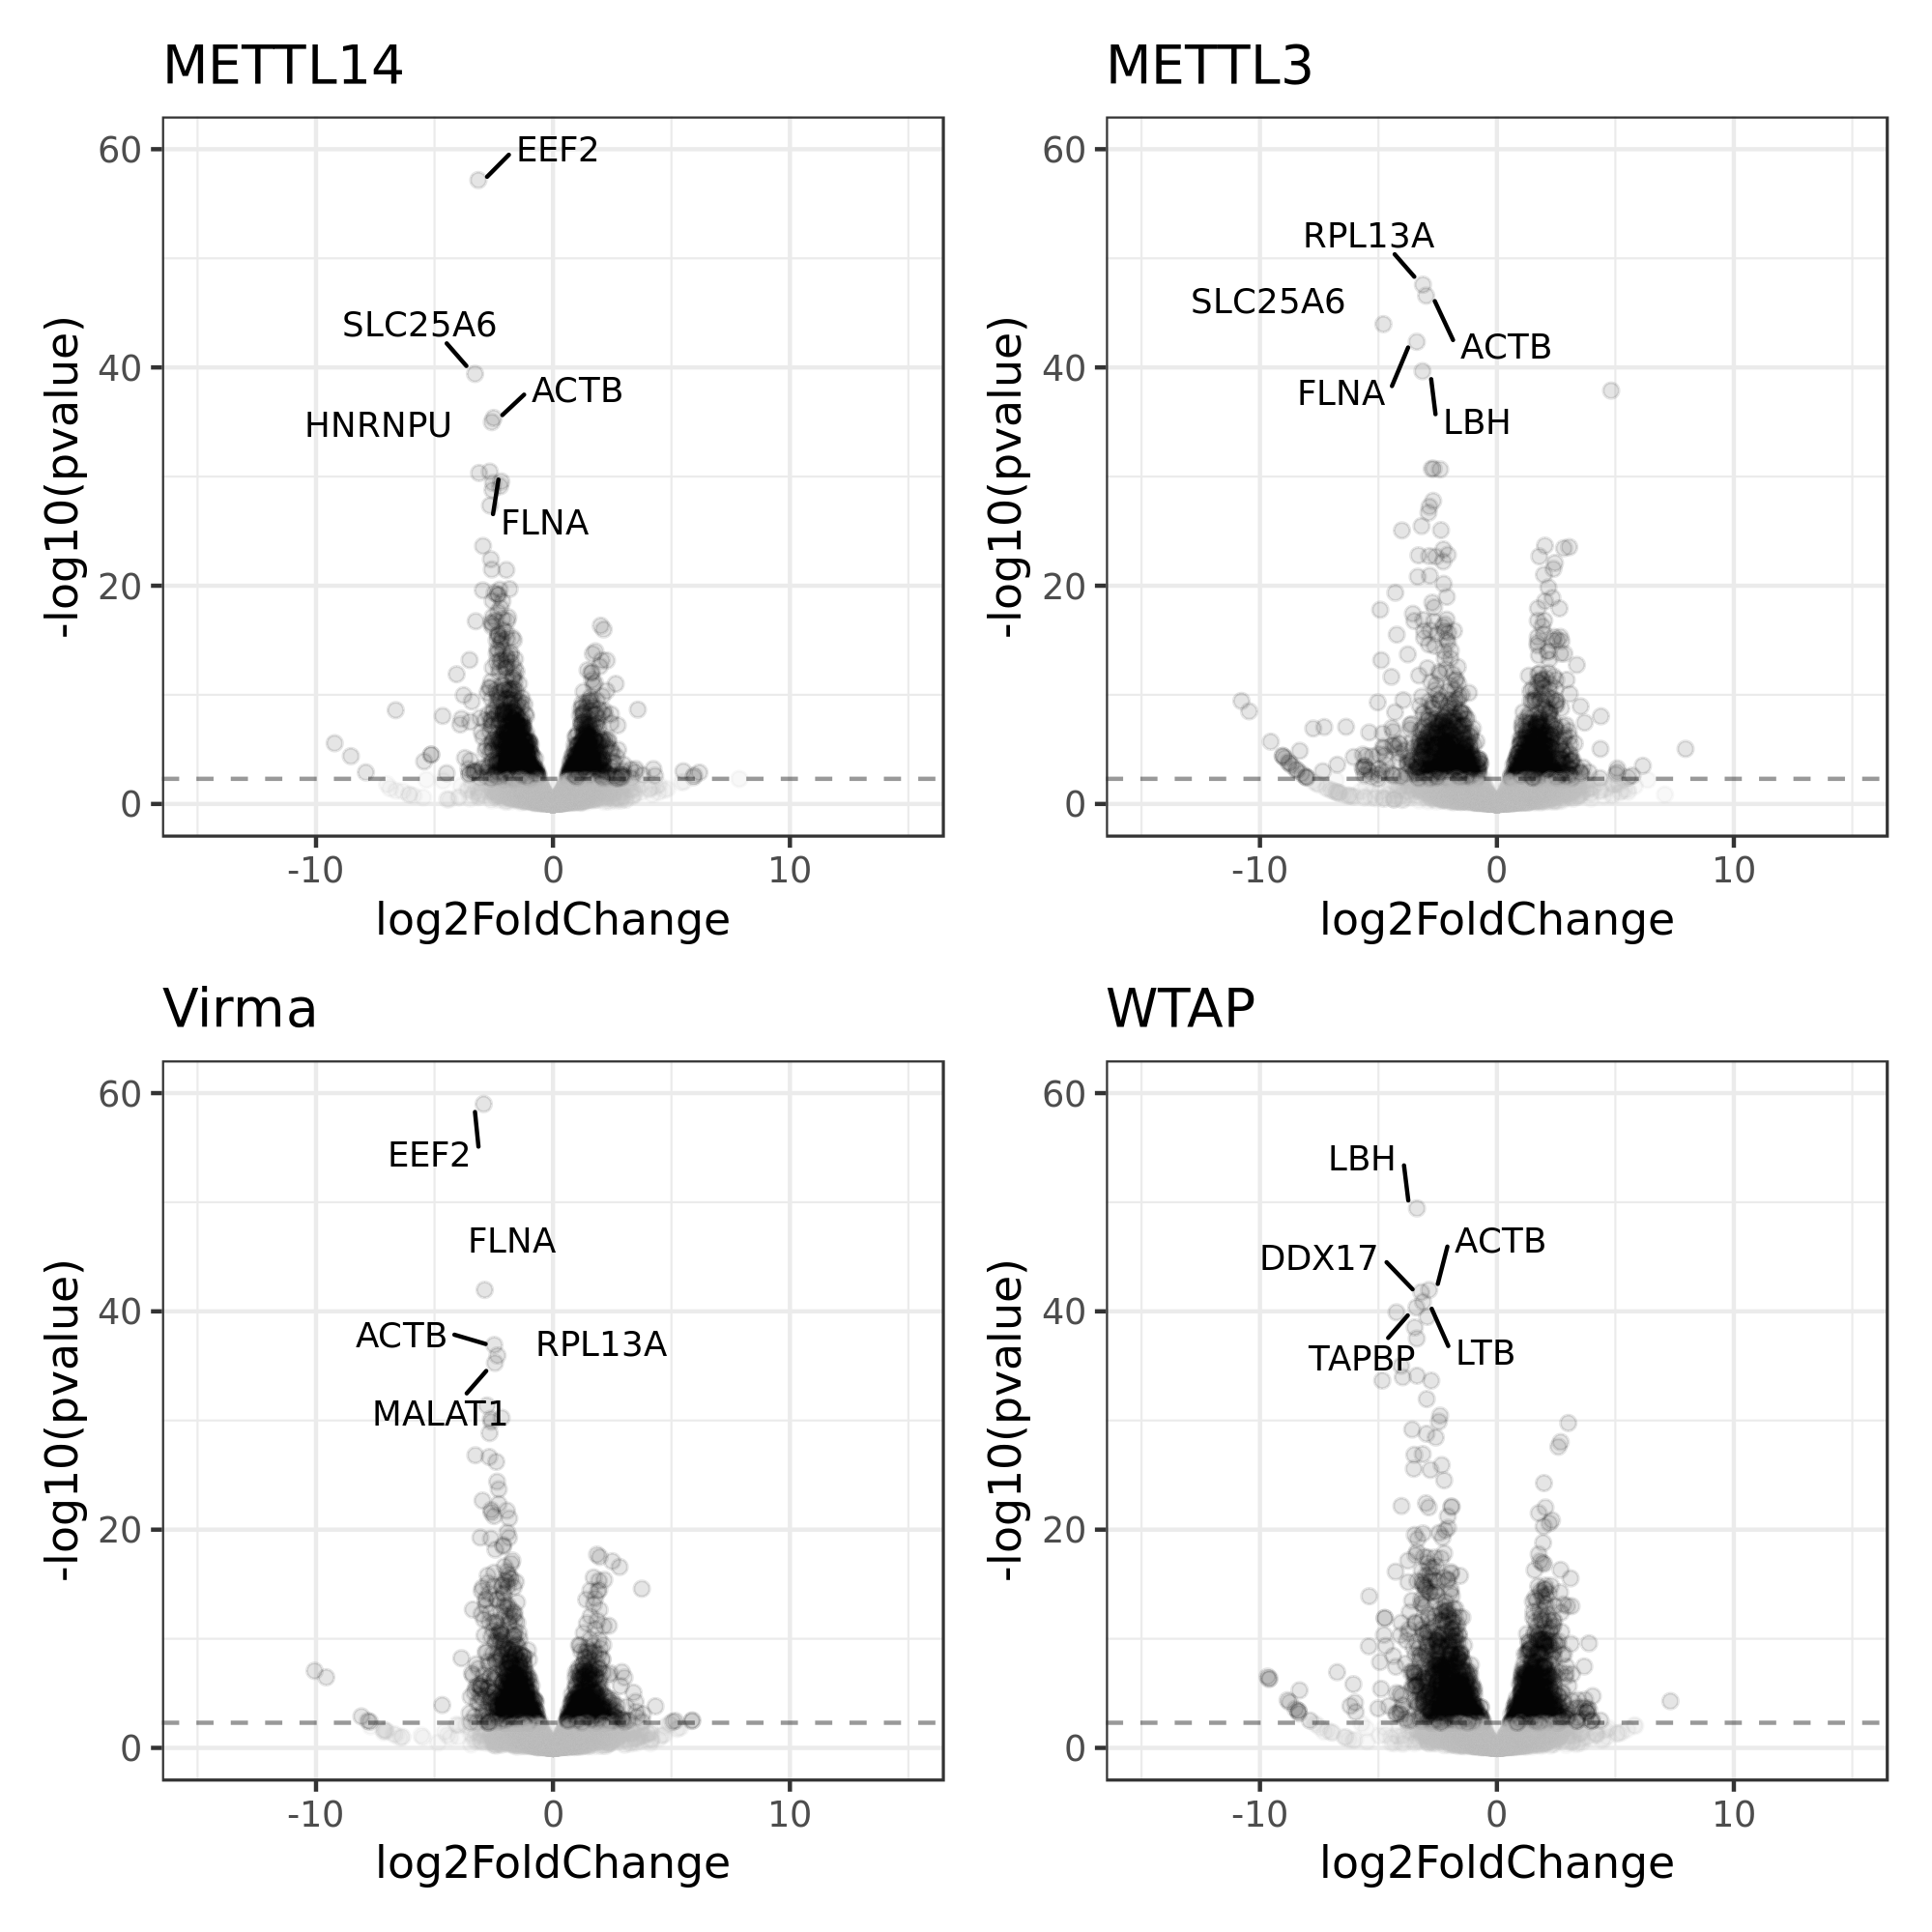 METTL14
60
40
20
0
-log10(pvalue)
EEF2
SLC25A6
ACTB
HNRNPU
FLNA
-10 0 10
log2FoldChange
METTL3
60
40
20
0
-log10(pvalue)
RPL13A
SLC25A6
ACTB
FLNA
LBH
-10 0 10
log2FoldChange
Virma
60
40
20
0
-log10(pvalue)
EEF2
FLNA
ACTB
RPL13A
MALAT1
-10 0 10
log2FoldChange
WTAP
60
40
20
0
-log10(pvalue)
LBH
ACTB
DDX17
TAPBP
LTB
-10 0 10
log2FoldChange